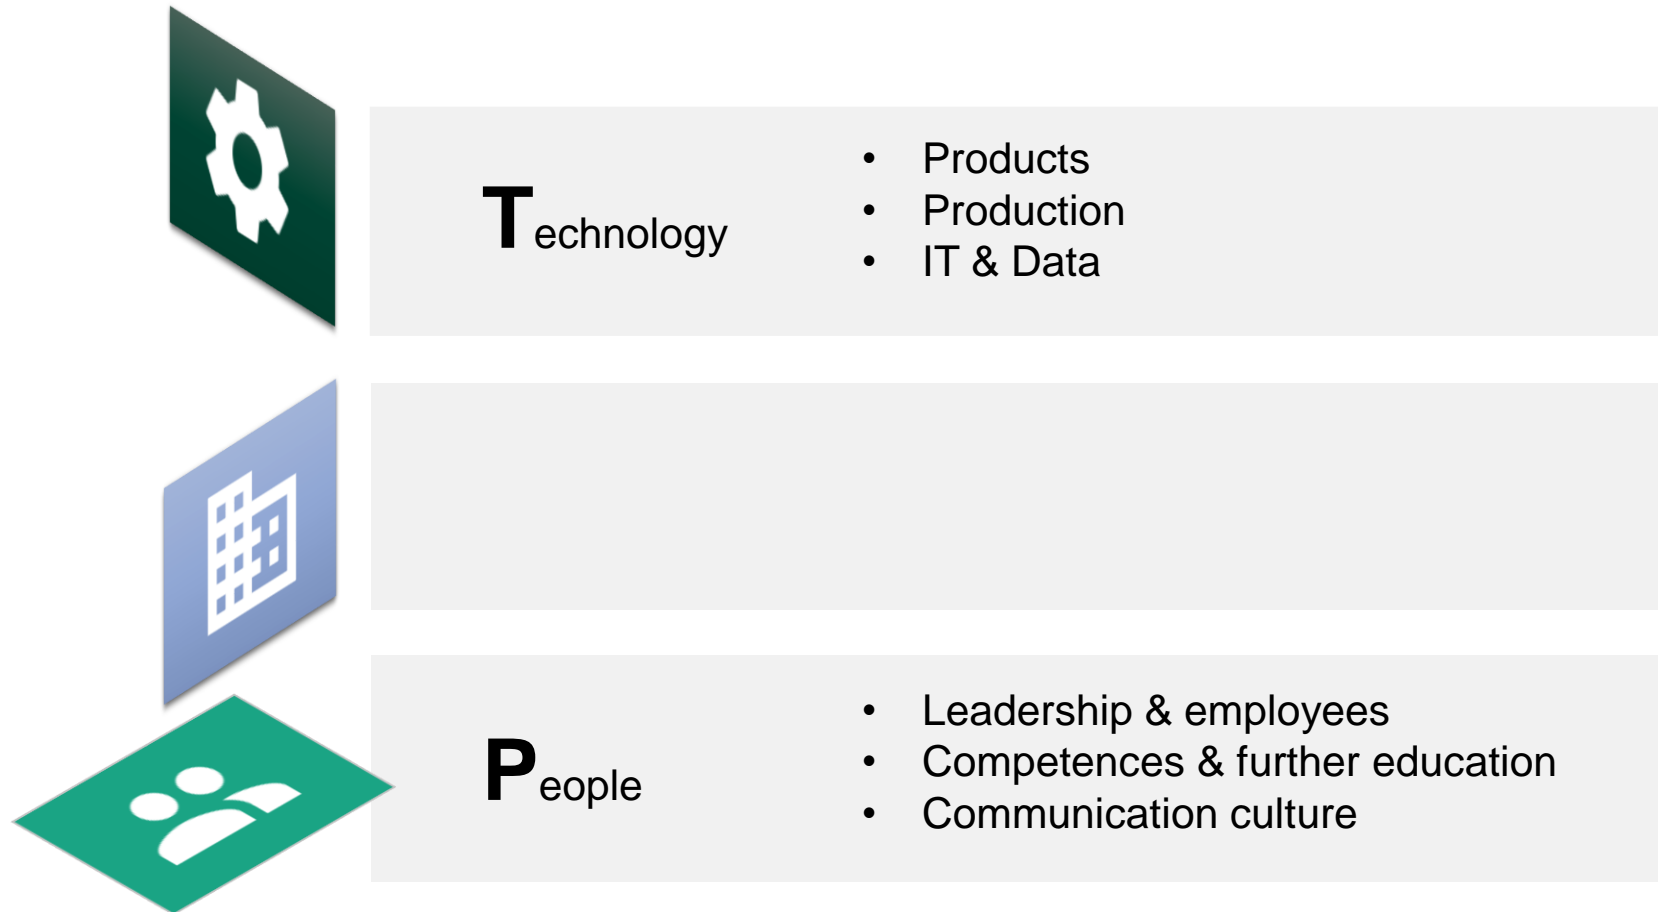 Technology
• Products
• Production
• IT & Data
People
• Leadership & employees
• Competences & further education
• Communication culture